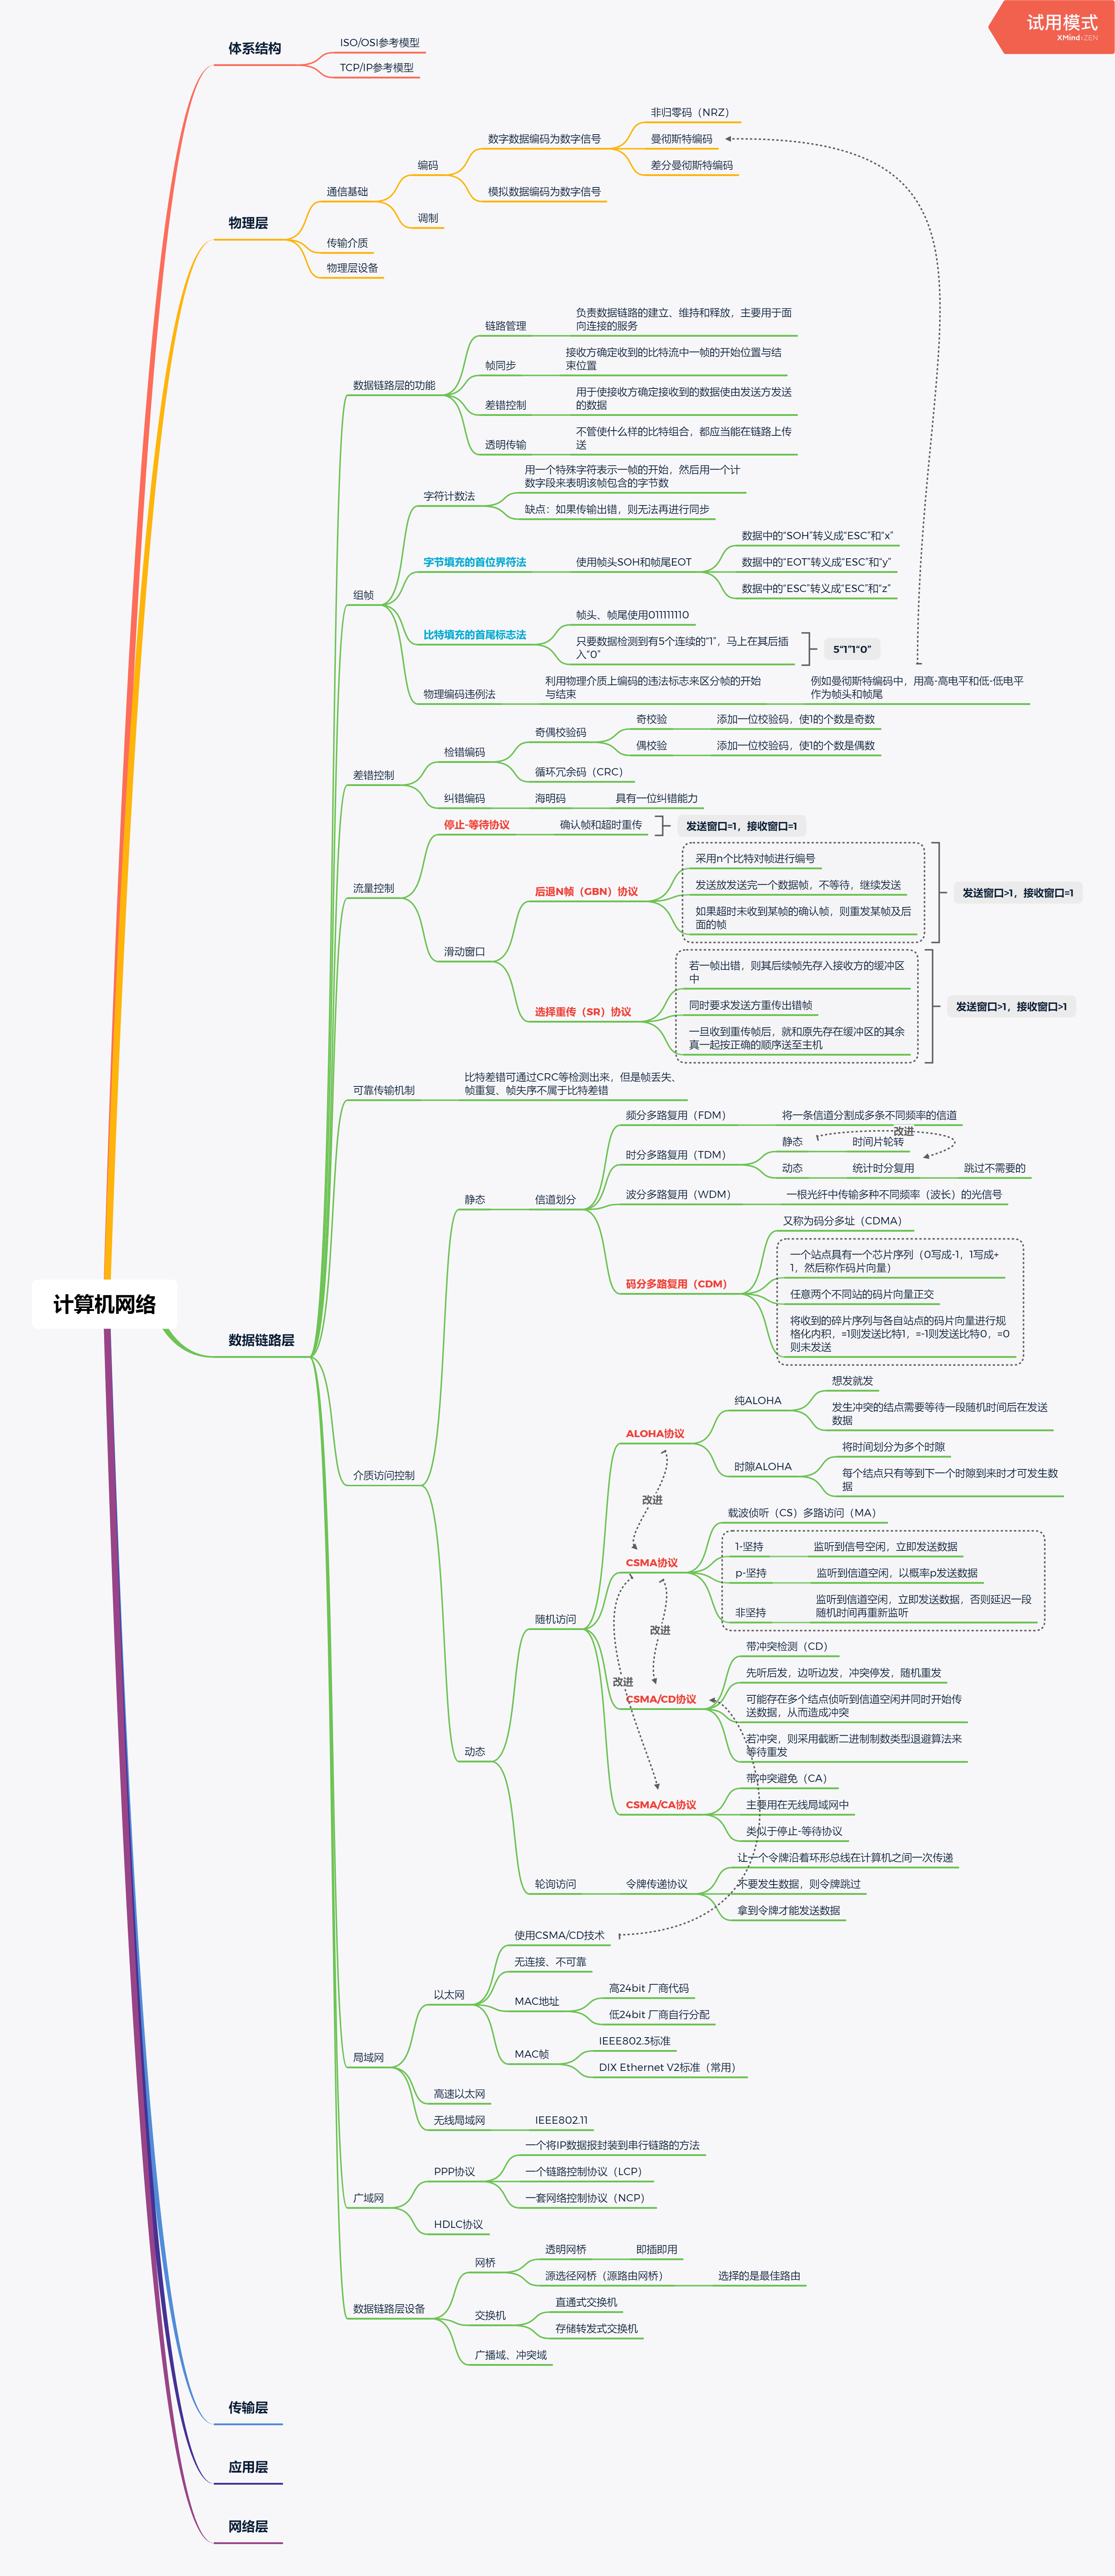 试用模式
XMind:ZEN
计算机网络
体系结构
ISO/OSI参考模型
TCP/IP参考模型
物理层
通信基础
编码
数字数据编码为数字信号
非归零码（NRZ）
曼彻斯特编码
差分曼彻斯特编码
模拟数据编码为数字信号
调制
传输介质
物理层设备
数据链路层
数据链路层的功能
链路管理
负责数据链路的建立、维持和释放，主要用于面
向连接的服务
帧同步
接收方确定收到的比特流中一帧的开始位置与结
束位置
差错控制
用于使接收方确定接收到的数据使由发送方发送
的数据
透明传输
不管使什么样的比特组合，都应当能在链路上传
送
组帧
字符计数法
用一个特殊字符表示一帧的开始，然后用一个计
数字段来表明该帧包含的字节数
缺点：如果传输出错，则无法再进行同步
字节填充的首位界符法
使用帧头SOH和帧尾EOT
数据中的“SOH”转义成“ESC”和“x”
数据中的“EOT”转义成“ESC”和“y”
数据中的“ESC”转义成“ESC”和“z”
比特填充的首尾标志法
帧头、帧尾使用011111110
只要数据检测到有5个连续的“1”，马上在其后插
入“0”
5“1”1“0”
物理编码违例法
利用物理介质上编码的违法标志来区分帧的开始
与结束
例如曼彻斯特编码中，用高-高电平和低-低电平
作为帧头和帧尾
差错控制
检错编码
奇偶校验码
奇校验
添加一位校验码，使1的个数是奇数
偶校验
添加一位校验码，使1的个数是偶数
循环冗余码（CRC）
纠错编码
海明码
具有一位纠错能力
流量控制
停止-等待协议
确认帧和超时重传
发送窗口=1，接收窗口=1
滑动窗口
后退N帧（GBN）协议
采用n个比特对帧进行编号
发送放发送完一个数据帧，不等待，继续发送
如果超时未收到某帧的确认帧，则重发某帧及后
面的帧
发送窗口>1，接收窗口=1
选择重传（SR）协议
若一帧出错，则其后续帧先存入接收方的缓冲区
中
同时要求发送方重传出错帧
一旦收到重传帧后，就和原先存在缓冲区的其余
真一起按正确的顺序送至主机
发送窗口>1，接收窗口>1
可靠传输机制
比特差错可通过CRC等检测出来，但是帧丢失、
帧重复、帧失序不属于比特差错
介质访问控制
静态
信道划分
频分多路复用（FDM）
将一条信道分割成多条不同频率的信道
时分多路复用（TDM）
静态
时间片轮转
改进
动态
统计时分复用
跳过不需要的
波分多路复用（WDM）
一根光纤中传输多种不同频率（波长）的光信号
码分多路复用（CDM）
又称为码分多址（CDMA）
一个站点具有一个芯片序列（0写成-1，1写成+
1，然后称作码片向量）
任意两个不同站的码片向量正交
将收到的碎片序列与各自站点的码片向量进行规
格化内积，=1则发送比特1，=-1则发送比特0，=0
则未发送
动态
随机访问
ALOHA协议
纯ALOHA
想发就发
发生冲突的结点需要等待一段随机时间后在发送
数据
时隙ALOHA
将时间划分为多个时隙
每个结点只有等到下一个时隙到来时才可发生数
据
改进
CSMA协议
载波侦听（CS）多路访问（MA）
1-坚持
监听到信号空闲，立即发送数据
p-坚持
监听到信道空闲，以概率p发送数据
非坚持
监听到信道空闲，立即发送数据，否则延迟一段
随机时间再重新监听
改进
改进
CSMA/CD协议
带冲突检测（CD）
先听后发，边听边发，冲突停发，随机重发
可能存在多个结点侦听到信道空闲并同时开始传
送数据，从而造成冲突
若冲突，则采用截断二进制制数类型退避算法来
等待重发
CSMA/CA协议
带冲突避免（CA）
主要用在无线局域网中
类似于停止-等待协议
轮询访问
令牌传递协议
让一个令牌沿着环形总线在计算机之间一次传递
不要发生数据，则令牌跳过
拿到令牌才能发送数据
局域网
以太网
使用CSMA/CD技术
无连接、不可靠
MAC地址
高24bit 厂商代码
低24bit 厂商自行分配
MAC帧
IEEE802.3标准
DIX Ethernet V2标准（常用）
高速以太网
无线局域网
IEEE802.11
广域网
PPP协议
一个将IP数据报封装到串行链路的方法
一个链路控制协议（LCP）
一套网络控制协议（NCP）
HDLC协议
数据链路层设备
网桥
透明网桥
即插即用
源选径网桥（源路由网桥）
选择的是最佳路由
交换机
直通式交换机
存储转发式交换机
广播域、冲突域
传输层
应用层
网络层